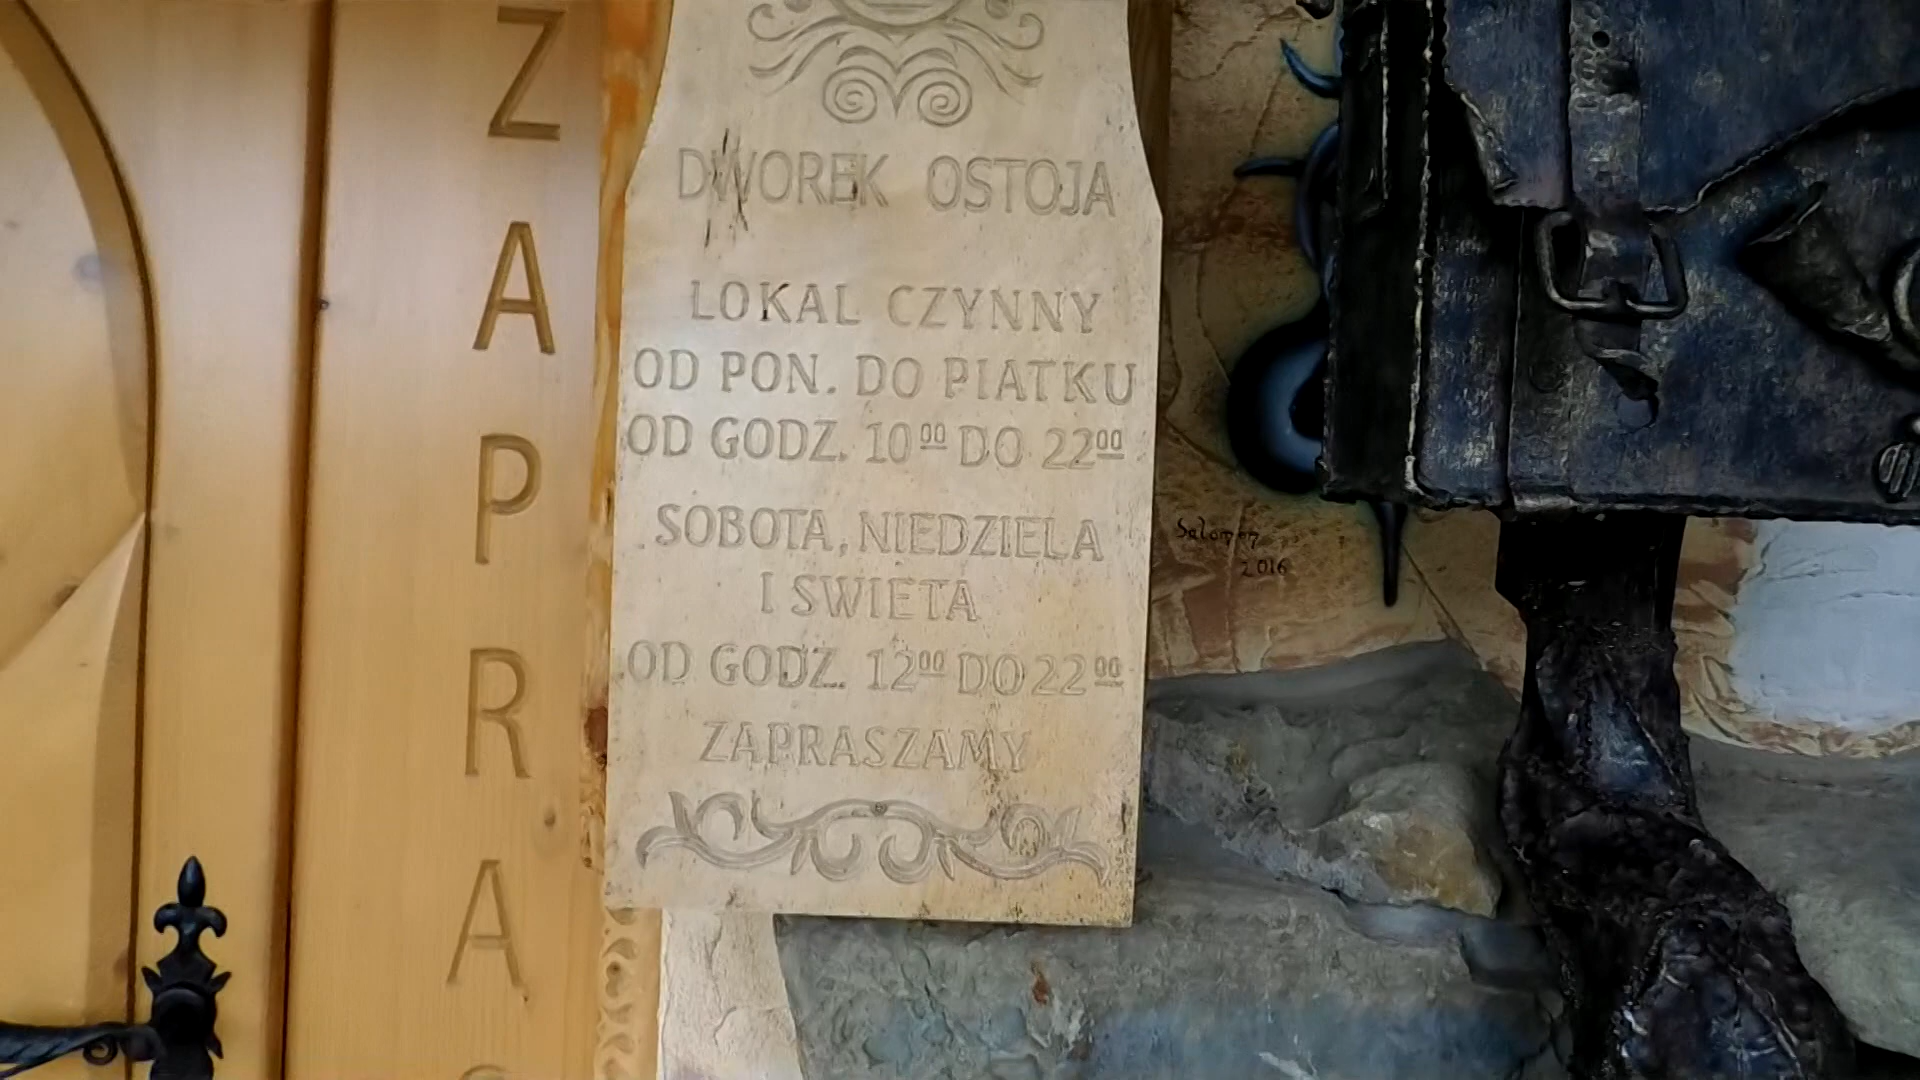 Z
A
P
R
A
DWOREK OSTOJA
LOKAL CZYNNY
OD PON. DO PIATKU
OD GODZ. 10⁰⁰ DO 22⁰⁰
SOBOTA, NIEDZIELA
I SWIETA
OD GODZ. 12⁰⁰ DO 22⁰⁰
ZAPRASZAMY
Salomon
2016